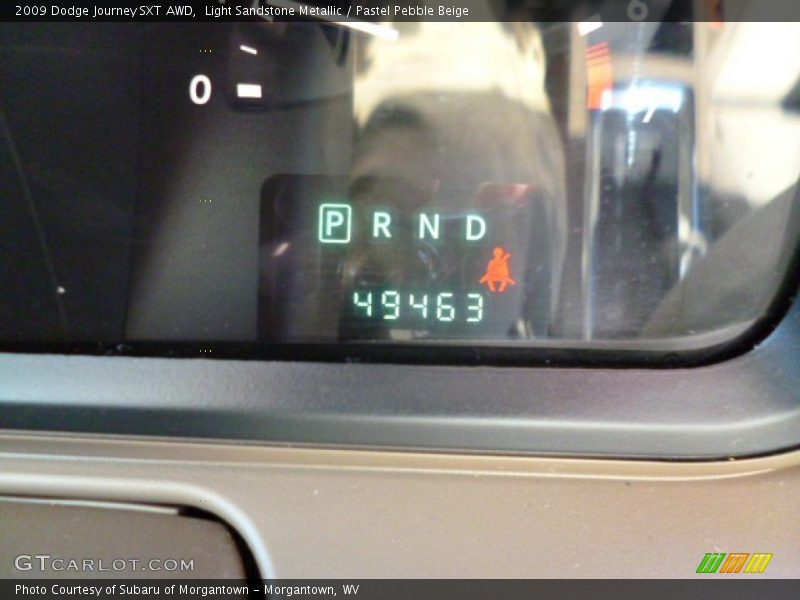 2009 Dodge Journey SXT AWD,  Light Sandstone Metallic / Pastel Pebble Beige
0
P R N D
49463
GTCARLOT.COM
Photo Courtesy of Subaru of Morgantown - Morgantown, WV